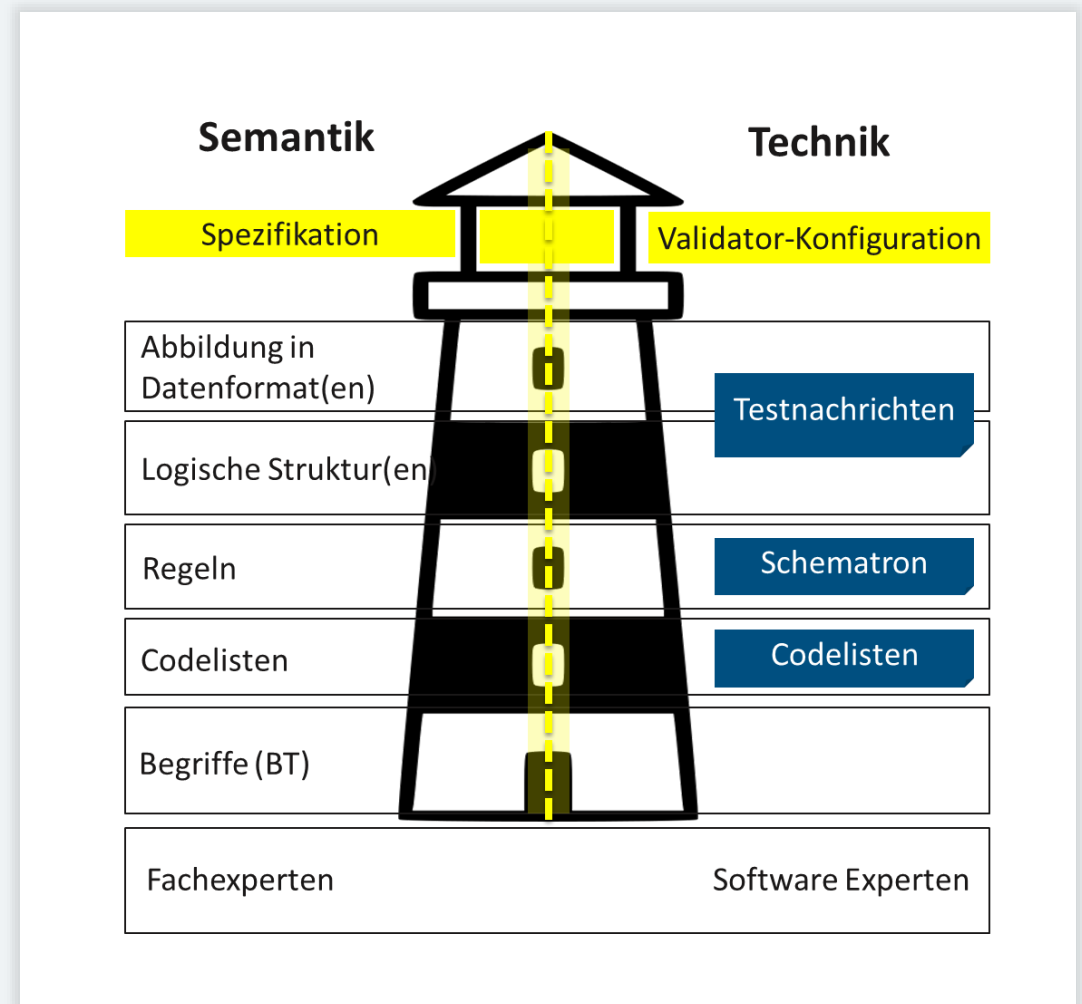 Semantik
Technik
Spezifikation
Validator-Konfiguration
Abbildung in
Datenformat(en)
Testnachrichten
Logische Struktur(en)
Regeln
Schematron
Codelisten
Codelisten
Begriffe (BT)
Fachexperten
Software Experten